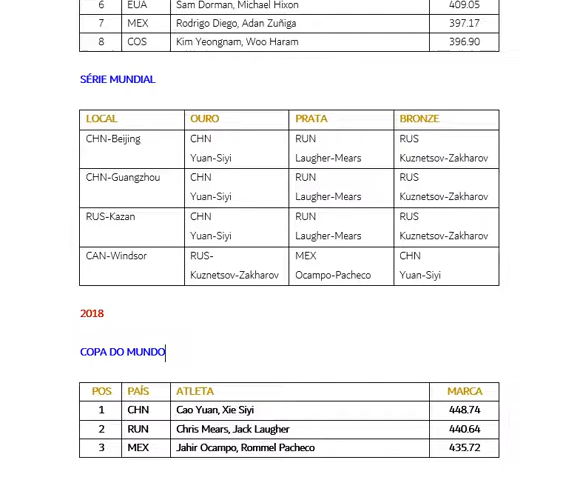 6 EUA Sam Dorman, Michael Hixon 409.05
7 MEX Rodrigo Diego, Adan Zuñiga 397.17
8 COS Kim Yeongnam, Woo Haram 396.90
SÉRIE MUNDIAL
LOCAL OURO PRATA BRONZE
CHN-Beijing CHN RUN RUS
Yuan-Siyi Laugher-Mears Kuznetsov-Zakharov
CHN-Guangzhou CHN RUN RUS
Yuan-Siyi Laugher-Mears Kuznetsov-Zakharov
RUS-Kazan CHN RUN RUS
Yuan-Siyi Laugher-Mears Kuznetsov-Zakharov
CAN-Windsor RUS- MEX CHN
Kuznetsov-Zakharov Ocampo-Pacheco Yuan-Siyi
2018
COPA DO MUNDO
POS PAÍS ATLETA MARCA
1 CHN Cao Yuan, Xie Siyi 448.74
2 RUN Chris Mears, Jack Laugher 440.64
3 MEX Jahir Ocampo, Rommel Pacheco 435.72